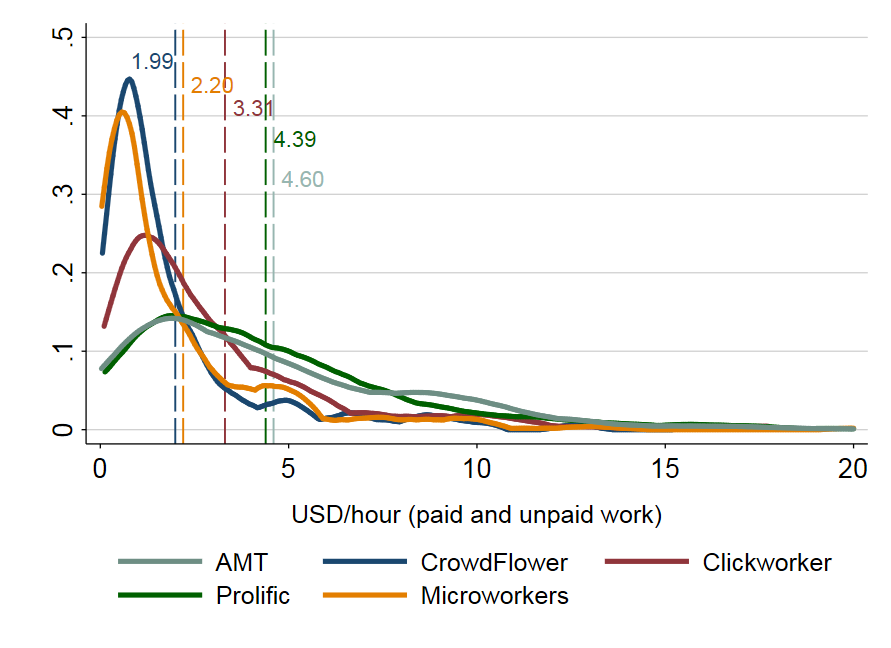 .5
1.99
2.20
.4
3.31
4.39
.3
4.60
.2
.1
0
0 5 10 15 20
USD/hour (paid and unpaid work)
AMT CrowdFlower Clickworker
Prolific Microworkers